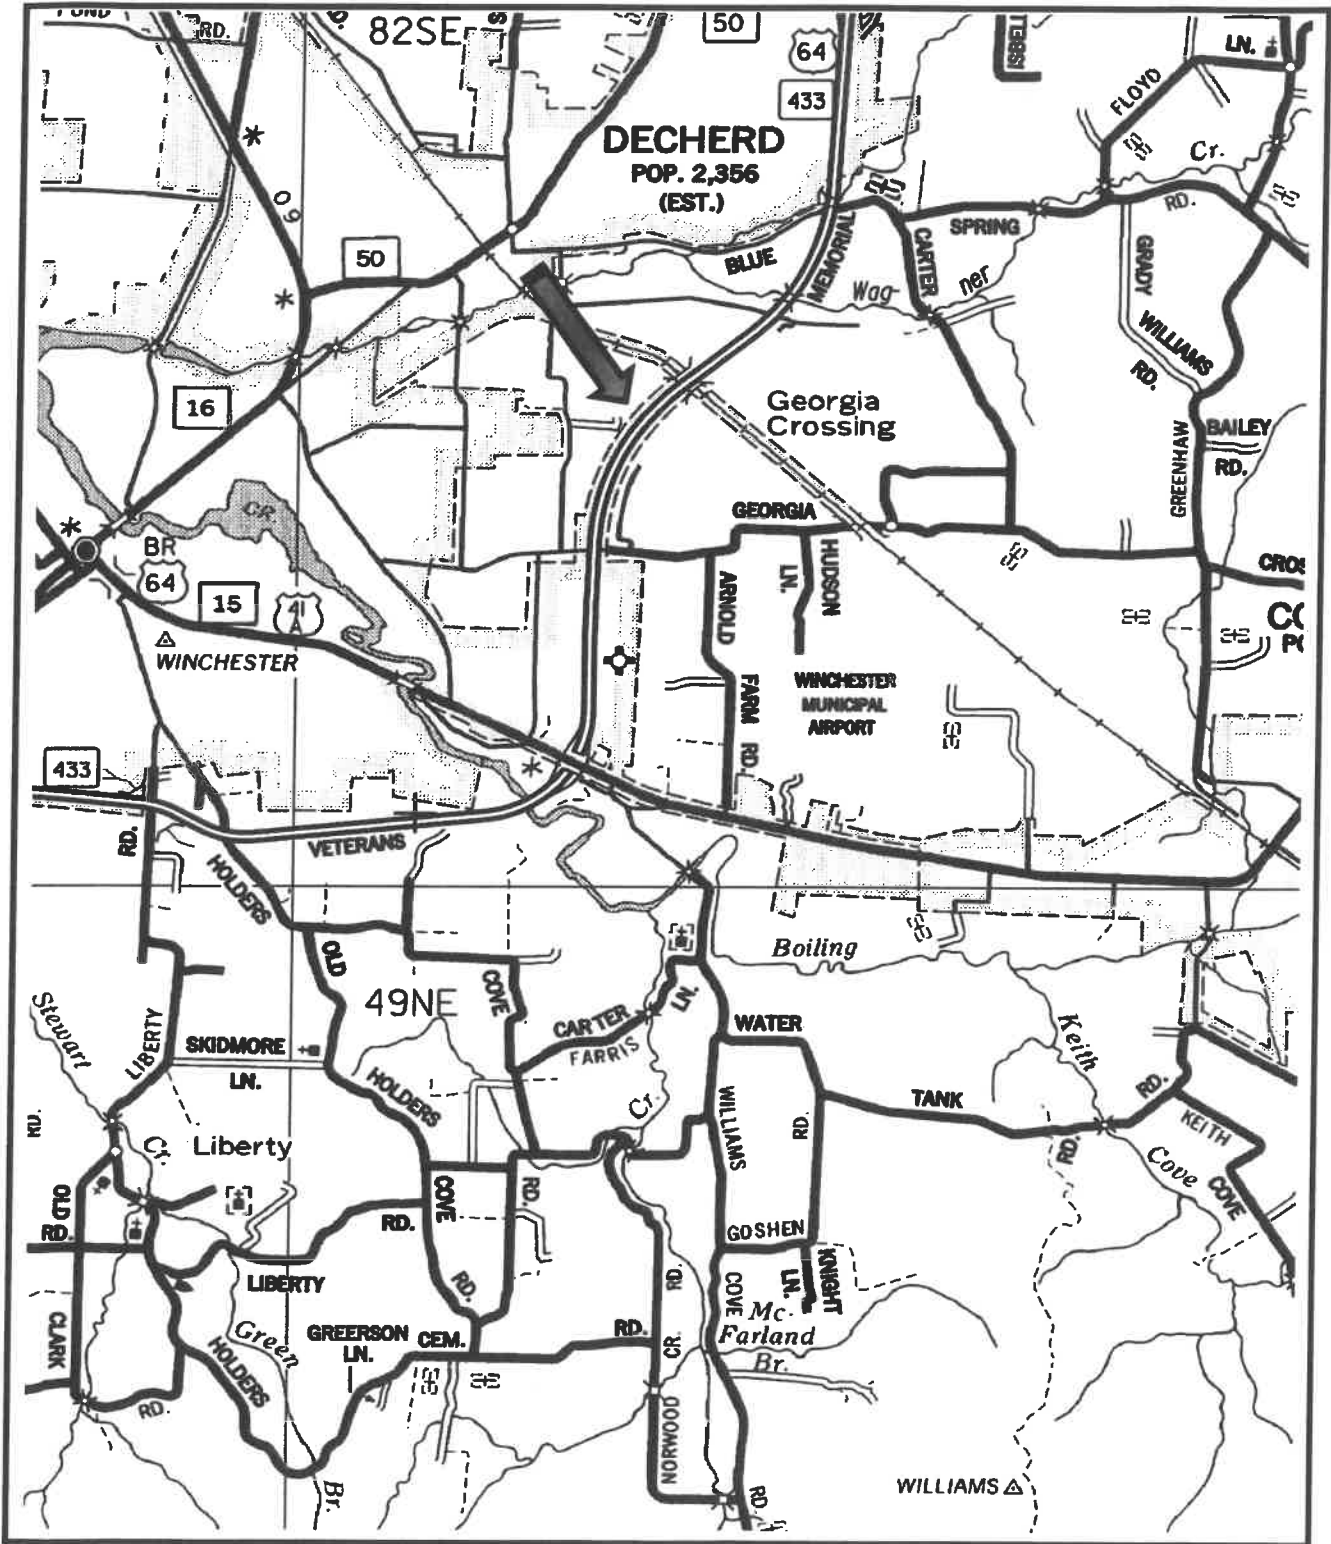 RD.
82SE
50
64
433
LN.
FLOYD
DECHERD
POP. 2,356
(EST.)
Cr.
RD.
09
50
BLUE
MEMORIAL
SPRING
CARTER
Wag-
ner
GRADY
WILLIAMS
RD.
16
Georgia
Crossing
BAILEY
RD.
GREENHAW
CR.
GEORGIA
BR
64
15
41
A
HUDSON
LN.
ARNOLD
FARM
RD.
WINCHESTER
WINCHESTER
MUNICIPAL
AIRPORT
433
RD.
VETERANS
HOLDERS
OLD
49NE
COVE
Boiling
Stewart
LIBERTY
SKIDMORE
LN.
CARTER
LN.
FARRIS
WATER
Keith
HOLDERS
Cr.
WILLIAMS
RD.
TANK
RD.
RD.
KEITH
COVE
Cove
RD.
Cr.
Liberty
OLD
RD.
COVE
RD.
RD.
RD.
GOSHEN
KNIGHT
LN.
LIBERTY
CLARK
RD.
HOLDERS
Green
Br.
GREERSON
LN.
CEM.
RD.
RD.
CR.
NORWOOD
COVE
RD.
Mc-
Farland
Br.
WILLIAMS